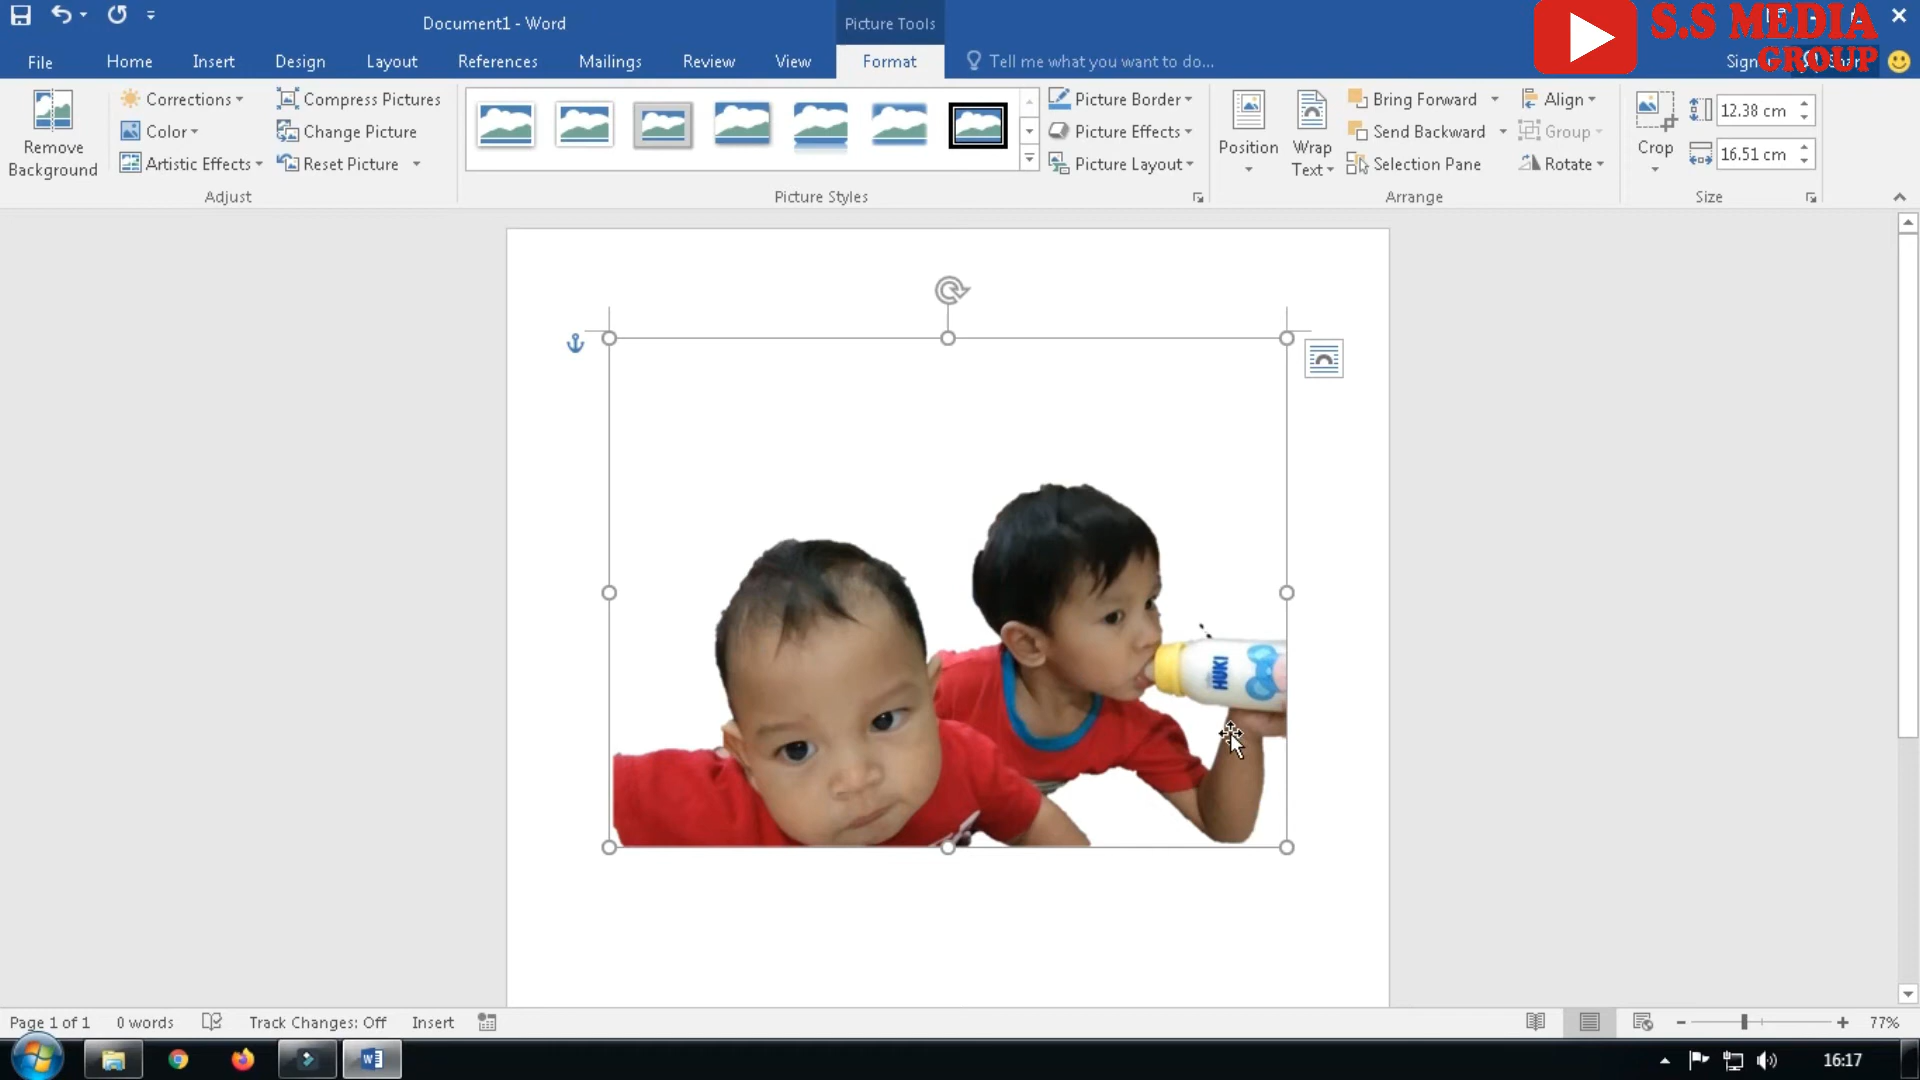 Document1 - Word
Picture Tools
S.S MEDIA
GROUP
File
Home
Insert
Design
Layout
References
Mailings
Review
View
Format
Tell me what you want to do...
Corrections
Compress Pictures
Color
Change Picture
Artistic Effects
Reset Picture
Remove
Background
Adjust
Picture Border
Picture Effects
Picture Layout
Picture Styles
Position
Wrap
Text
Bring Forward
Send Backward
Selection Pane
Align
Group
Rotate
Arrange
Crop
12.38 cm
16.51 cm
Size
HUKI
Page 1 of 1
0 words
Track Changes: Off
Insert
77%
16:17